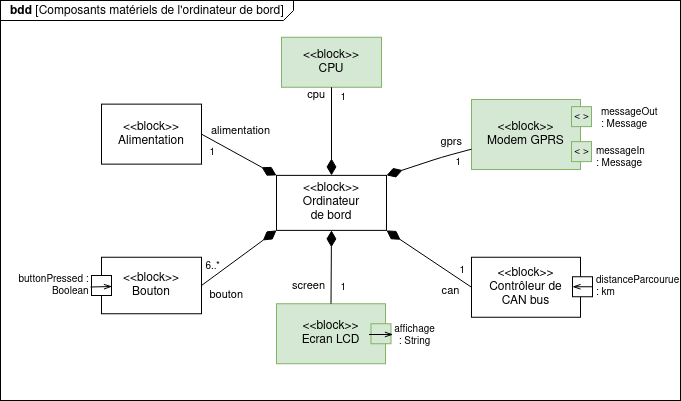 bdd [Composants matériels de l'ordinateur de bord]
<<block>>
CPU
cpu
1
<<block>>
Alimentation
alimentation
1
<<block>>
Modem GPRS
gprs
1
< >
messageOut
: Message
< >
messageIn
: Message
<<block>>
Ordinateur
de bord
<<block>>
Bouton
buttonPressed :
Boolean
6..*
bouton
screen
1
<<block>>
Ecran LCD
affichage
: String
1
can
<<block>>
Contrôleur de
CAN bus
distanceParcourue
: km